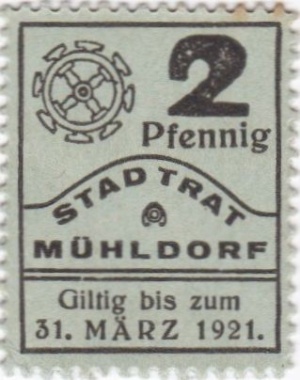 2
Pfennig
STADTRAT
MÜHLDORF
Giltig bis zum
31. MÄRZ 1921.